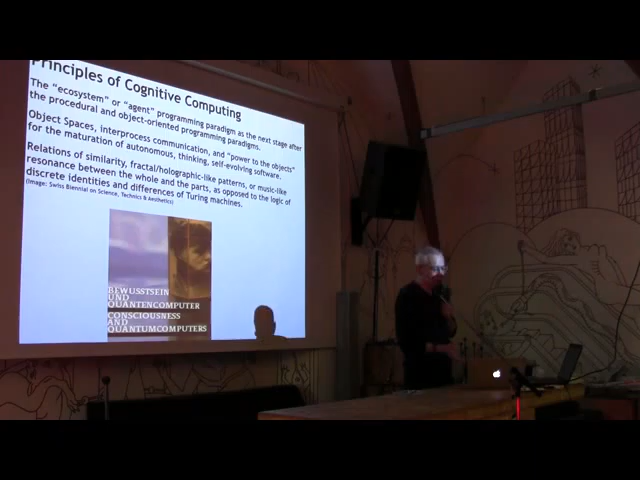 Principles of Cognitive Computing
The "ecosystem" or "agent" programming paradigm as the next stage after
the procedural and object-oriented programming paradigms.
Object Spaces, interprocess communication, and "power to the objects"
for the maturation of autonomous, thinking, self-evolving software.
Relations of similarity, fractal/holographic-like patterns, or music-like
resonance between the whole and the parts, as opposed to the logic of
discrete identities and differences of Turing machines.
(Image: Swiss Biennial on Science, Technics & Aesthetics)
BEWUSSTSEIN
UND
QUANTENCOMPUTER
CONSCIOUSNESS
AND
QUANTUMCOMPUTERS